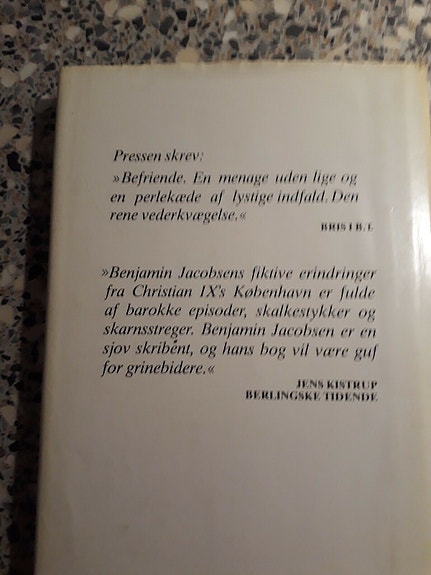 Pressen skrev:
»Befriende. En menage uden lige og
en perlekæde af lystige indfald. Den
rene vederkvægelse.«
BRIS I B.T.
»Benjamin Jacobsens fiktive erindringer
fra Christian IX's København er fulde
af barokke episoder, skalkestykker og
skarnsstreger. Benjamin Jacobsen er en
sjov skribent, og hans bog vil være guf
for grinebidere.«
JENS KISTRUP
BERLINGSKE TIDENDE